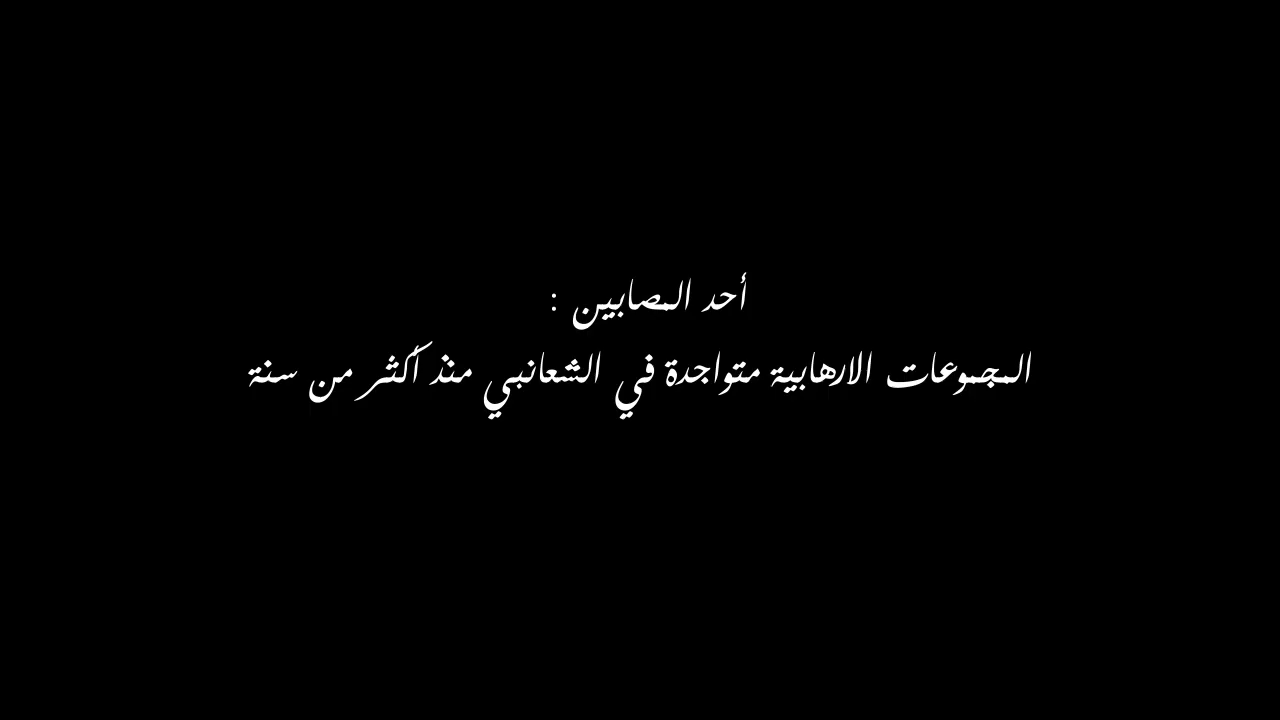 أحد المصابين :
المجموعات الارهابية متواجدة في الشعانبي منذ أكثر من سنة